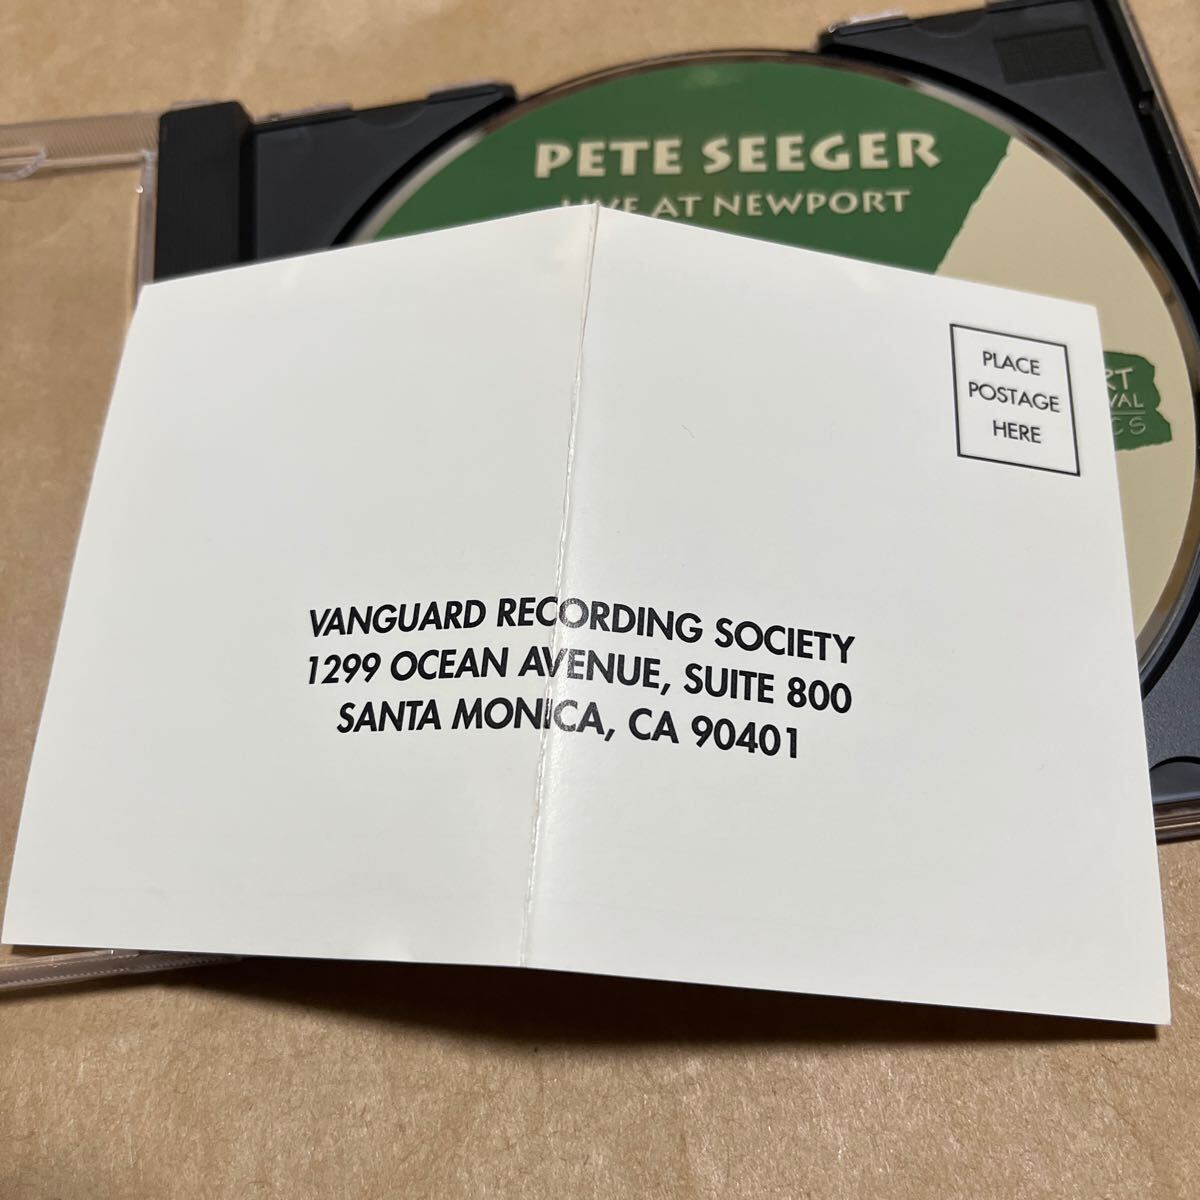 PETE SEEGER
LIVE AT NEWPORT
PLACE
POSTAGE
HERE
VANGUARD RECORDING SOCIETY
1299 OCEAN AVENUE, SUITE 800
SANTA MONICA, CA 90401